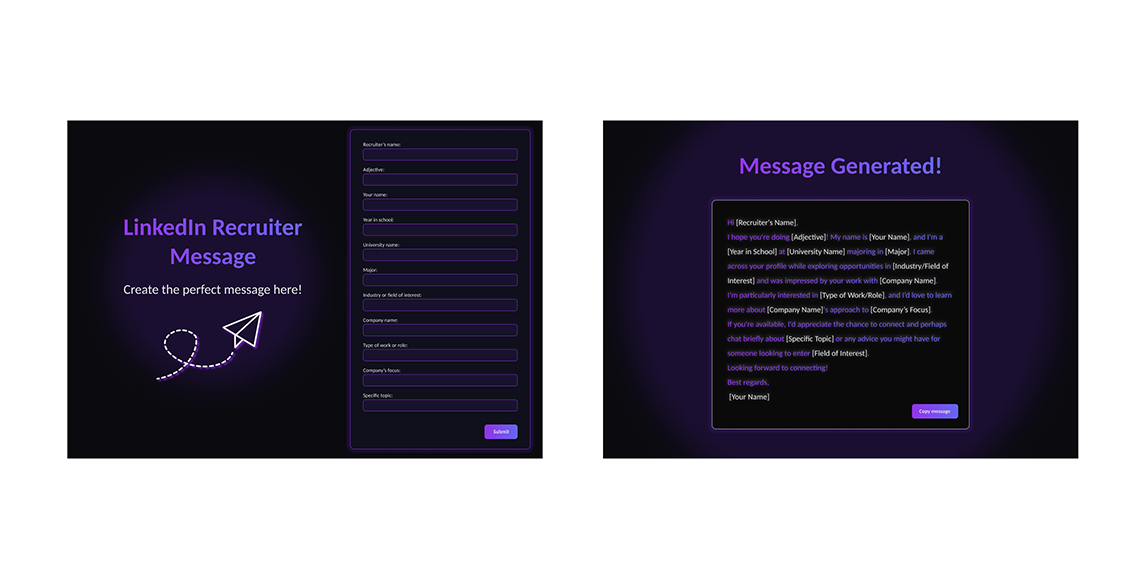 LinkedIn Recruiter
Message
Create the perfect message here!
Recruiter's name:
Adjective:
Your name:
Year in school:
University name:
Major:
Industry or field of interest:
Company name:
Type of work or role:
Company's focus:
Specific topic:
Submit
Message Generated!
Hi [Recruiter's Name],
I hope you're doing [Adjective]! My name is [Your Name], and I'm a
[Year in School] at [University Name] majoring in [Major]. I came
across your profile while exploring opportunities in [Industry/Field of
Interest] and was impressed by your work with [Company Name].
I'm particularly interested in [Type of Work/Role], and I'd love to learn
more about [Company Name]'s approach to [Company's Focus].
If you're available, I'd appreciate the chance to connect and perhaps
chat briefly about [Specific Topic] or any advice you might have for
someone looking to enter [Field of Interest].
Looking forward to connecting!
Best regards,
[Your Name]
Copy message